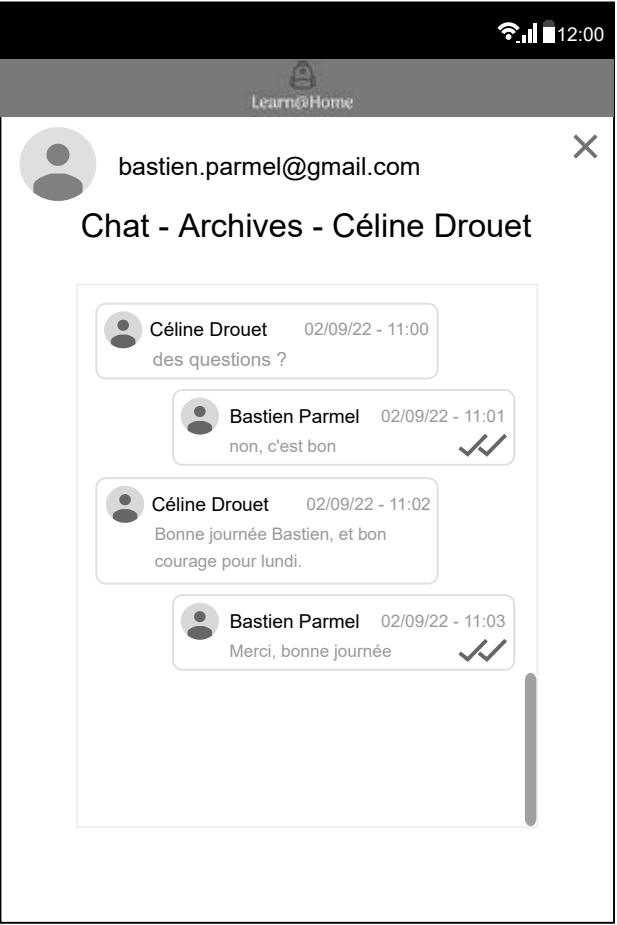 12:00
Learn@Home
bastien.parmel@gmail.com
Chat - Archives - Céline Drouet
Céline Drouet 02/09/22 - 11:00
des questions ?
Bastien Parmel 02/09/22 - 11:01
non, c'est bon
Céline Drouet 02/09/22 - 11:02
Bonne journée Bastien, et bon
courage pour lundi.
Bastien Parmel 02/09/22 - 11:03
Merci, bonne journée